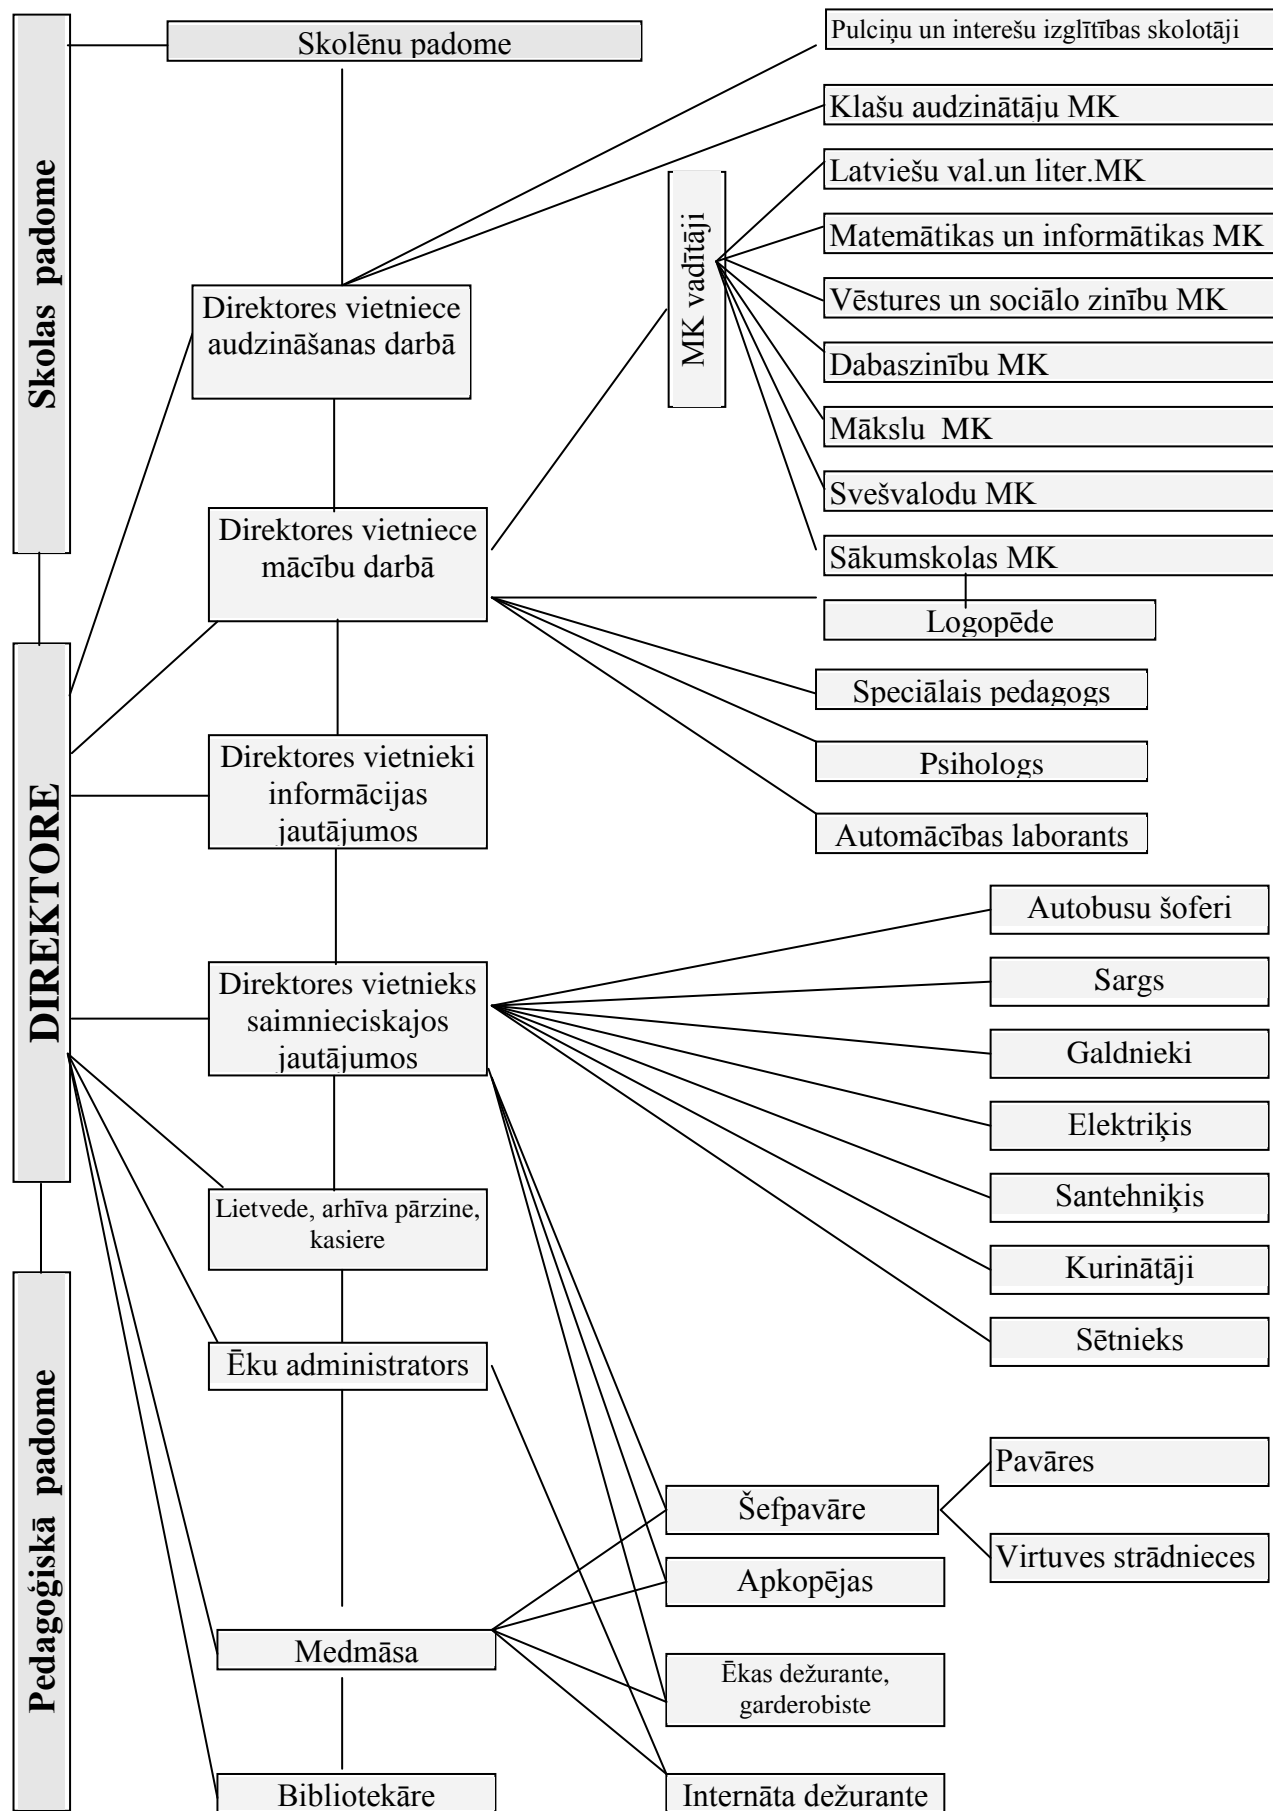 Skolas padome
DIREKTORE
Pedagoģiskā padome
Skolēnu padome
Direktores vietniece
audzināšanas darbā
Direktores vietniece
mācību darbā
Direktores vietnieki
informācijas
jautājumos
Direktores vietnieks
saimnieciskajos
jautājumos
Lietvede, arhīva pārzine,
kasiere
Ēku administrators
Medmāsa
Bibliotekāre
MK vadītāji
Pulciņu un interešu izglītības skolotāji
Klašu audzinātāju MK
Latviešu val.un liter.MK
Matemātikas un informātikas MK
Vēstures un sociālo zinību MK
Dabaszinību MK
Mākslu MK
Svešvalodu MK
Sākumskolas MK
Logopēde
Speciālais pedagogs
Psihologs
Automācības laborants
Autobusu šoferi
Sargs
Galdnieki
Elektriķis
Santehniķis
Kurinātāji
Sētnieks
Šefpavāre
Pavāres
Virtuves strādnieces
Apkopējas
Ēkas dežurante,
garderobiste
Internāta dežurante